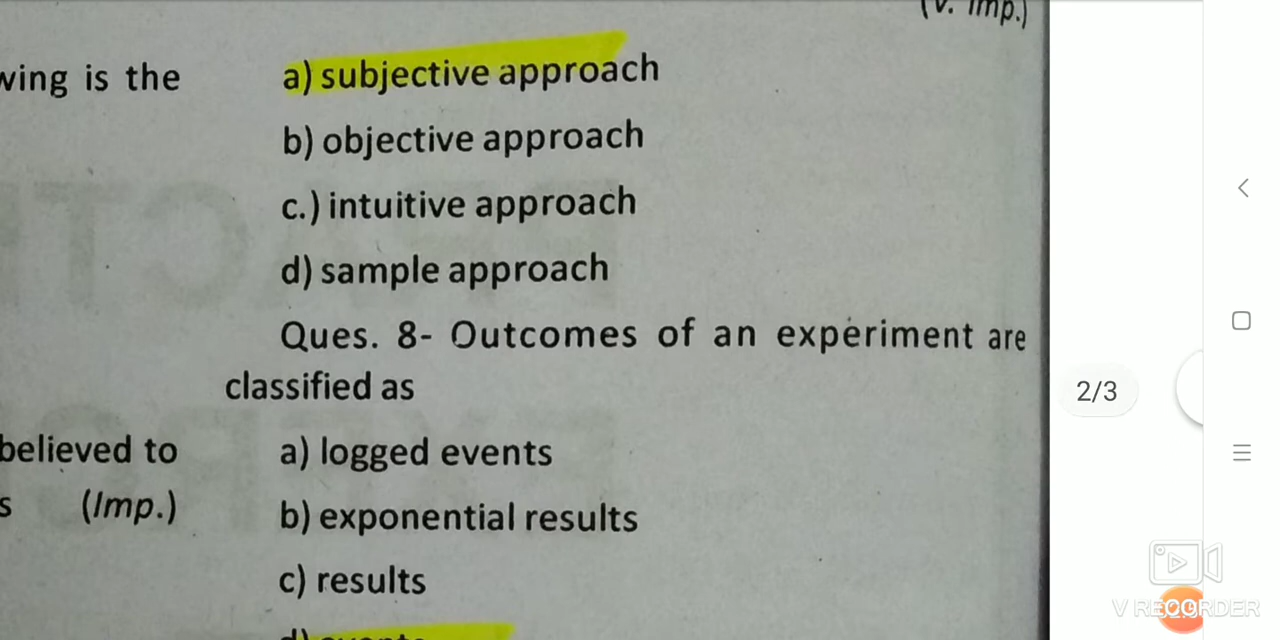 (v. Imp.)
wing is the
a) subjective approach
b) objective approach
c.) intuitive approach
d) sample approach
Ques. 8- Outcomes of an experiment are
classified as
believed to
s (Imp.)
a) logged events
b) exponential results
c) results
d) events
2/3
V RECORDER